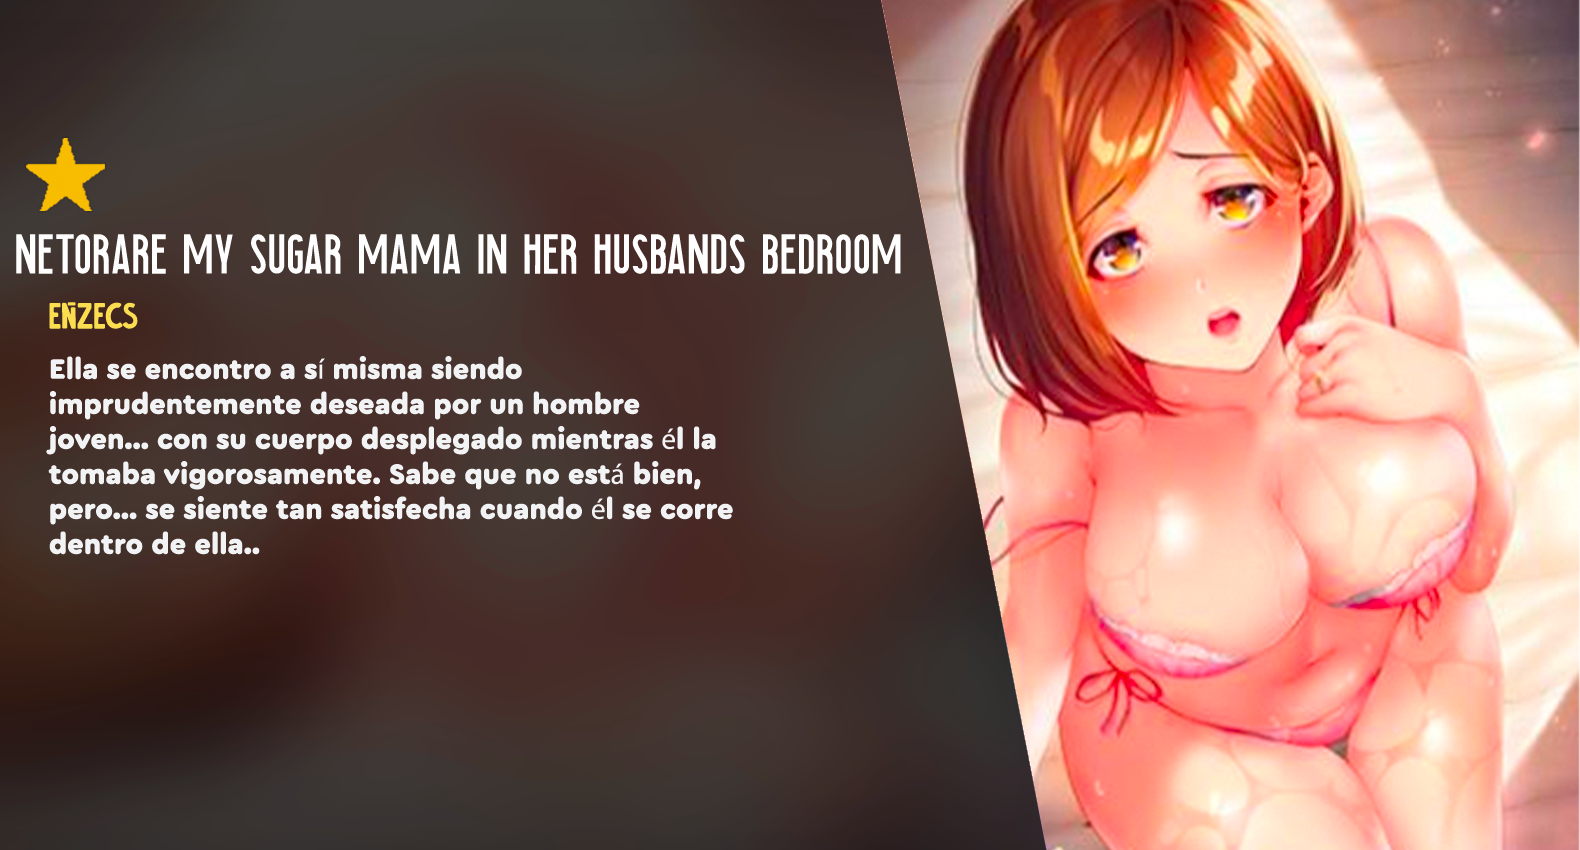 NETORARE MY SUGAR MAMA IN HER HUSBANDS BEDROOM
EÑZECS
Ella se encontro a sí misma siendo
imprudentemente deseada por un hombre
joven... con su cuerpo desplegado mientras él la
tomaba vigorosamente. Sabe que no está bien,
pero... se siente tan satisfecha cuando él se corre
dentro de ella..